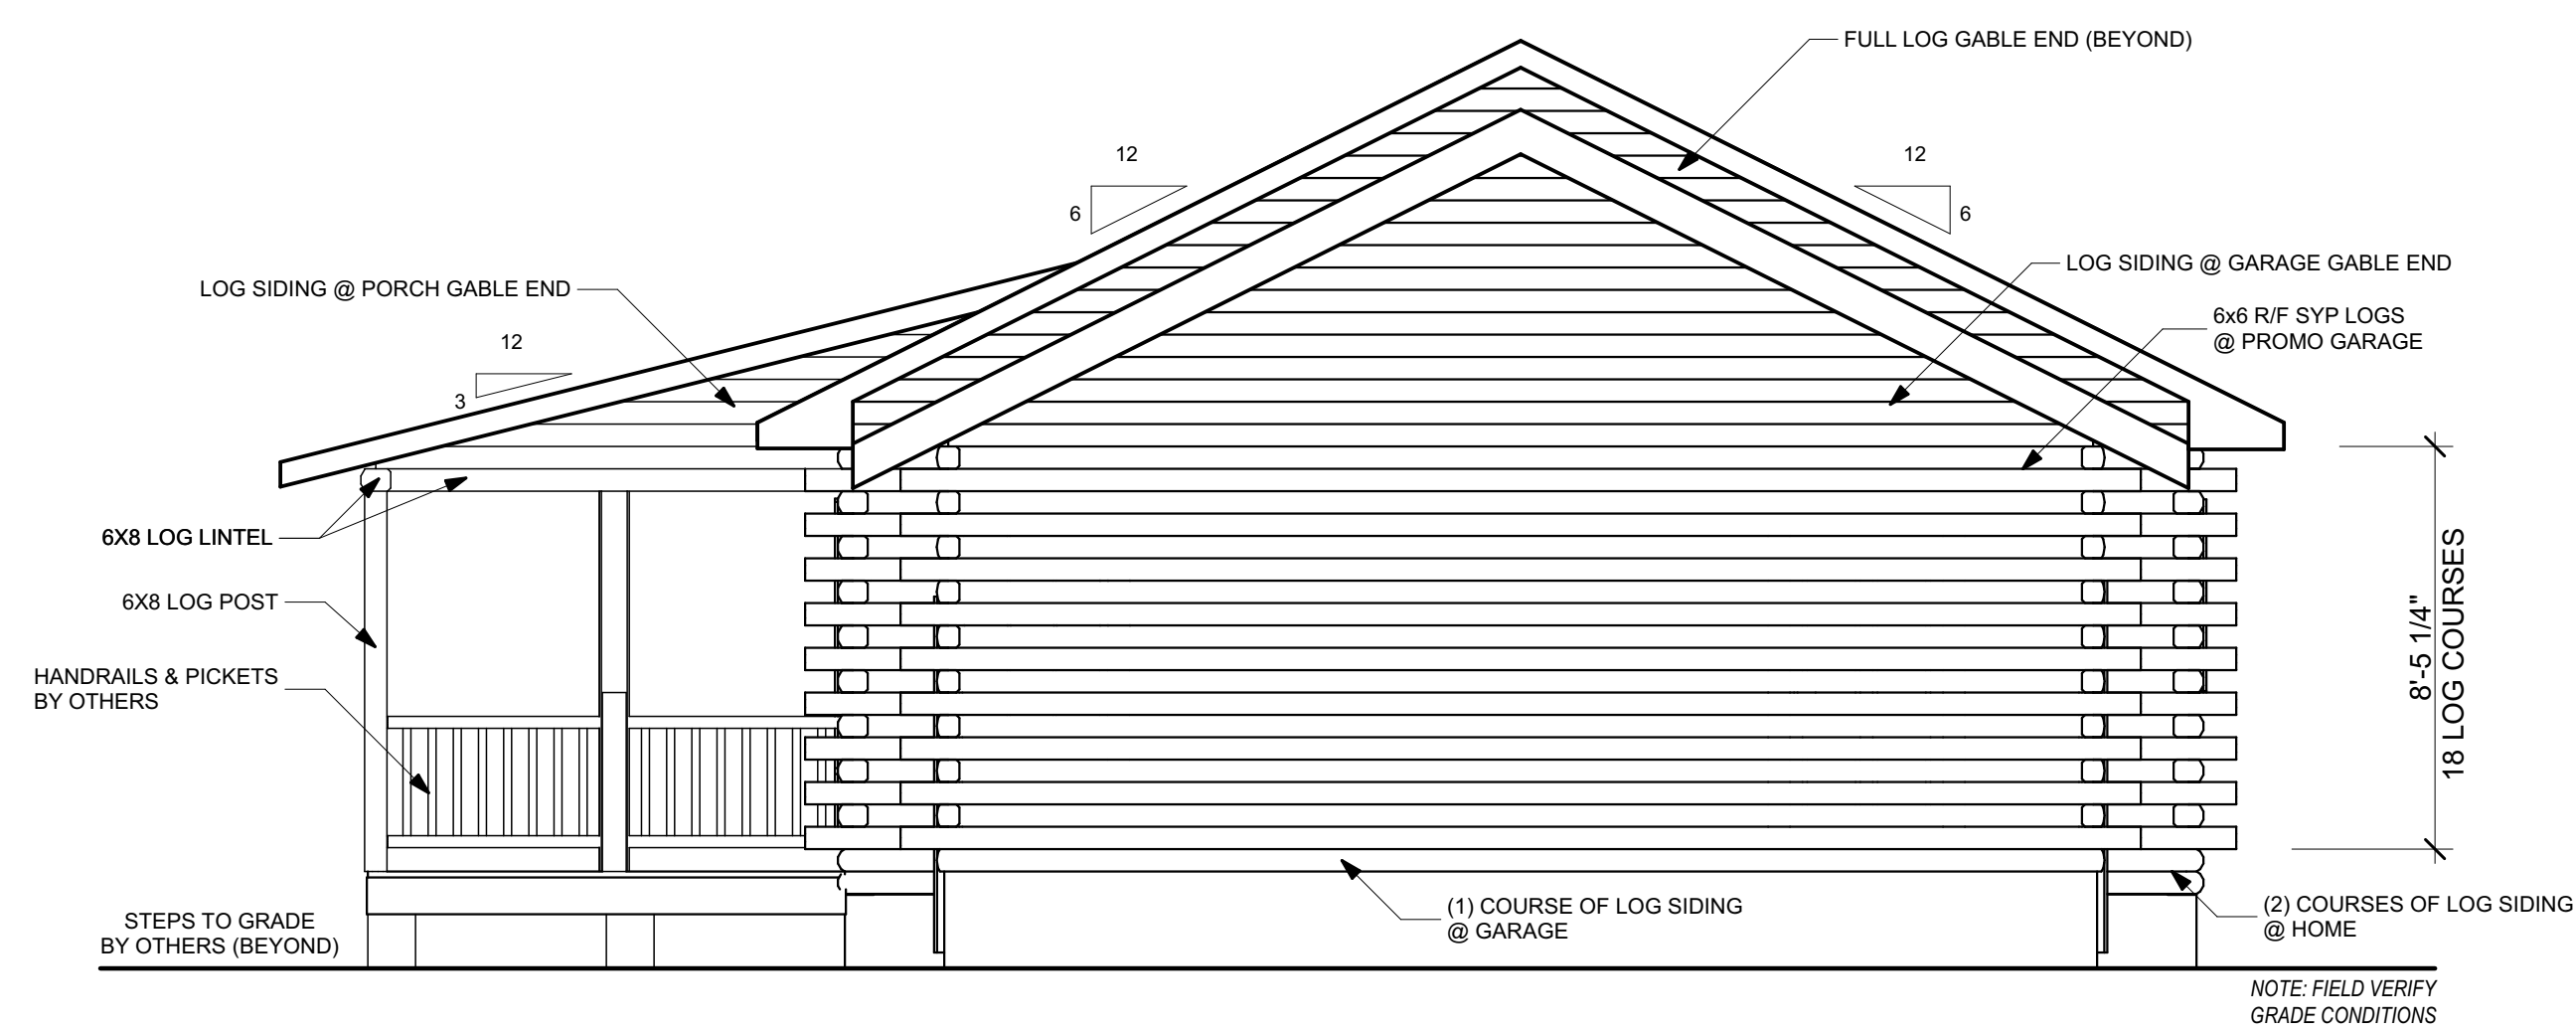 FULL LOG GABLE END (BEYOND)
12
6
12
6
LOG SIDING @ GARAGE GABLE END
LOG SIDING @ PORCH GABLE END
6x6 R/F SYP LOGS
@ PROMO GARAGE
12
3
6X8 LOG LINTEL
6X8 LOG POST
HANDRAILS & PICKETS
BY OTHERS
8'-5 1/4"
18 LOG COURSES
STEPS TO GRADE
BY OTHERS (BEYOND)
(1) COURSE OF LOG SIDING
@ GARAGE
(2) COURSES OF LOG SIDING
@ HOME
NOTE: FIELD VERIFY
GRADE CONDITIONS